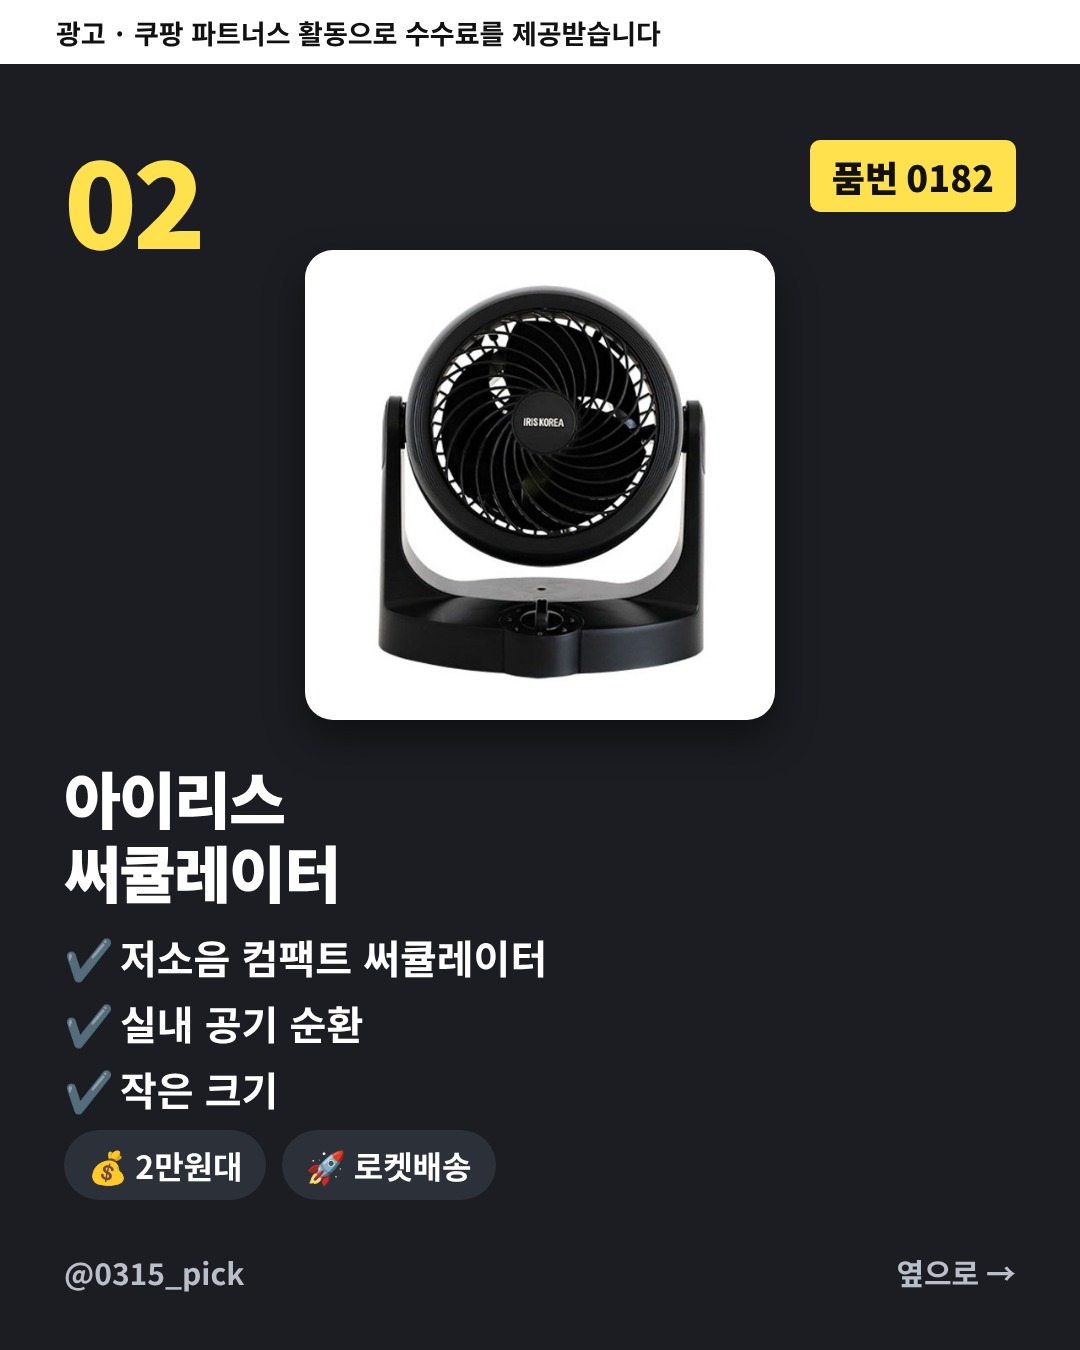 광고 · 쿠팡 파트너스 활동으로 수수료를 제공받습니다
02
품번 0182
IRIS KOREA
아이리스
써큘레이터
✔️ 저소음 컴팩트 써큘레이터
✔️ 실내 공기 순환
✔️ 작은 크기
💰 2만원대
🚀 로켓배송
@0315_pick
옆으로 →